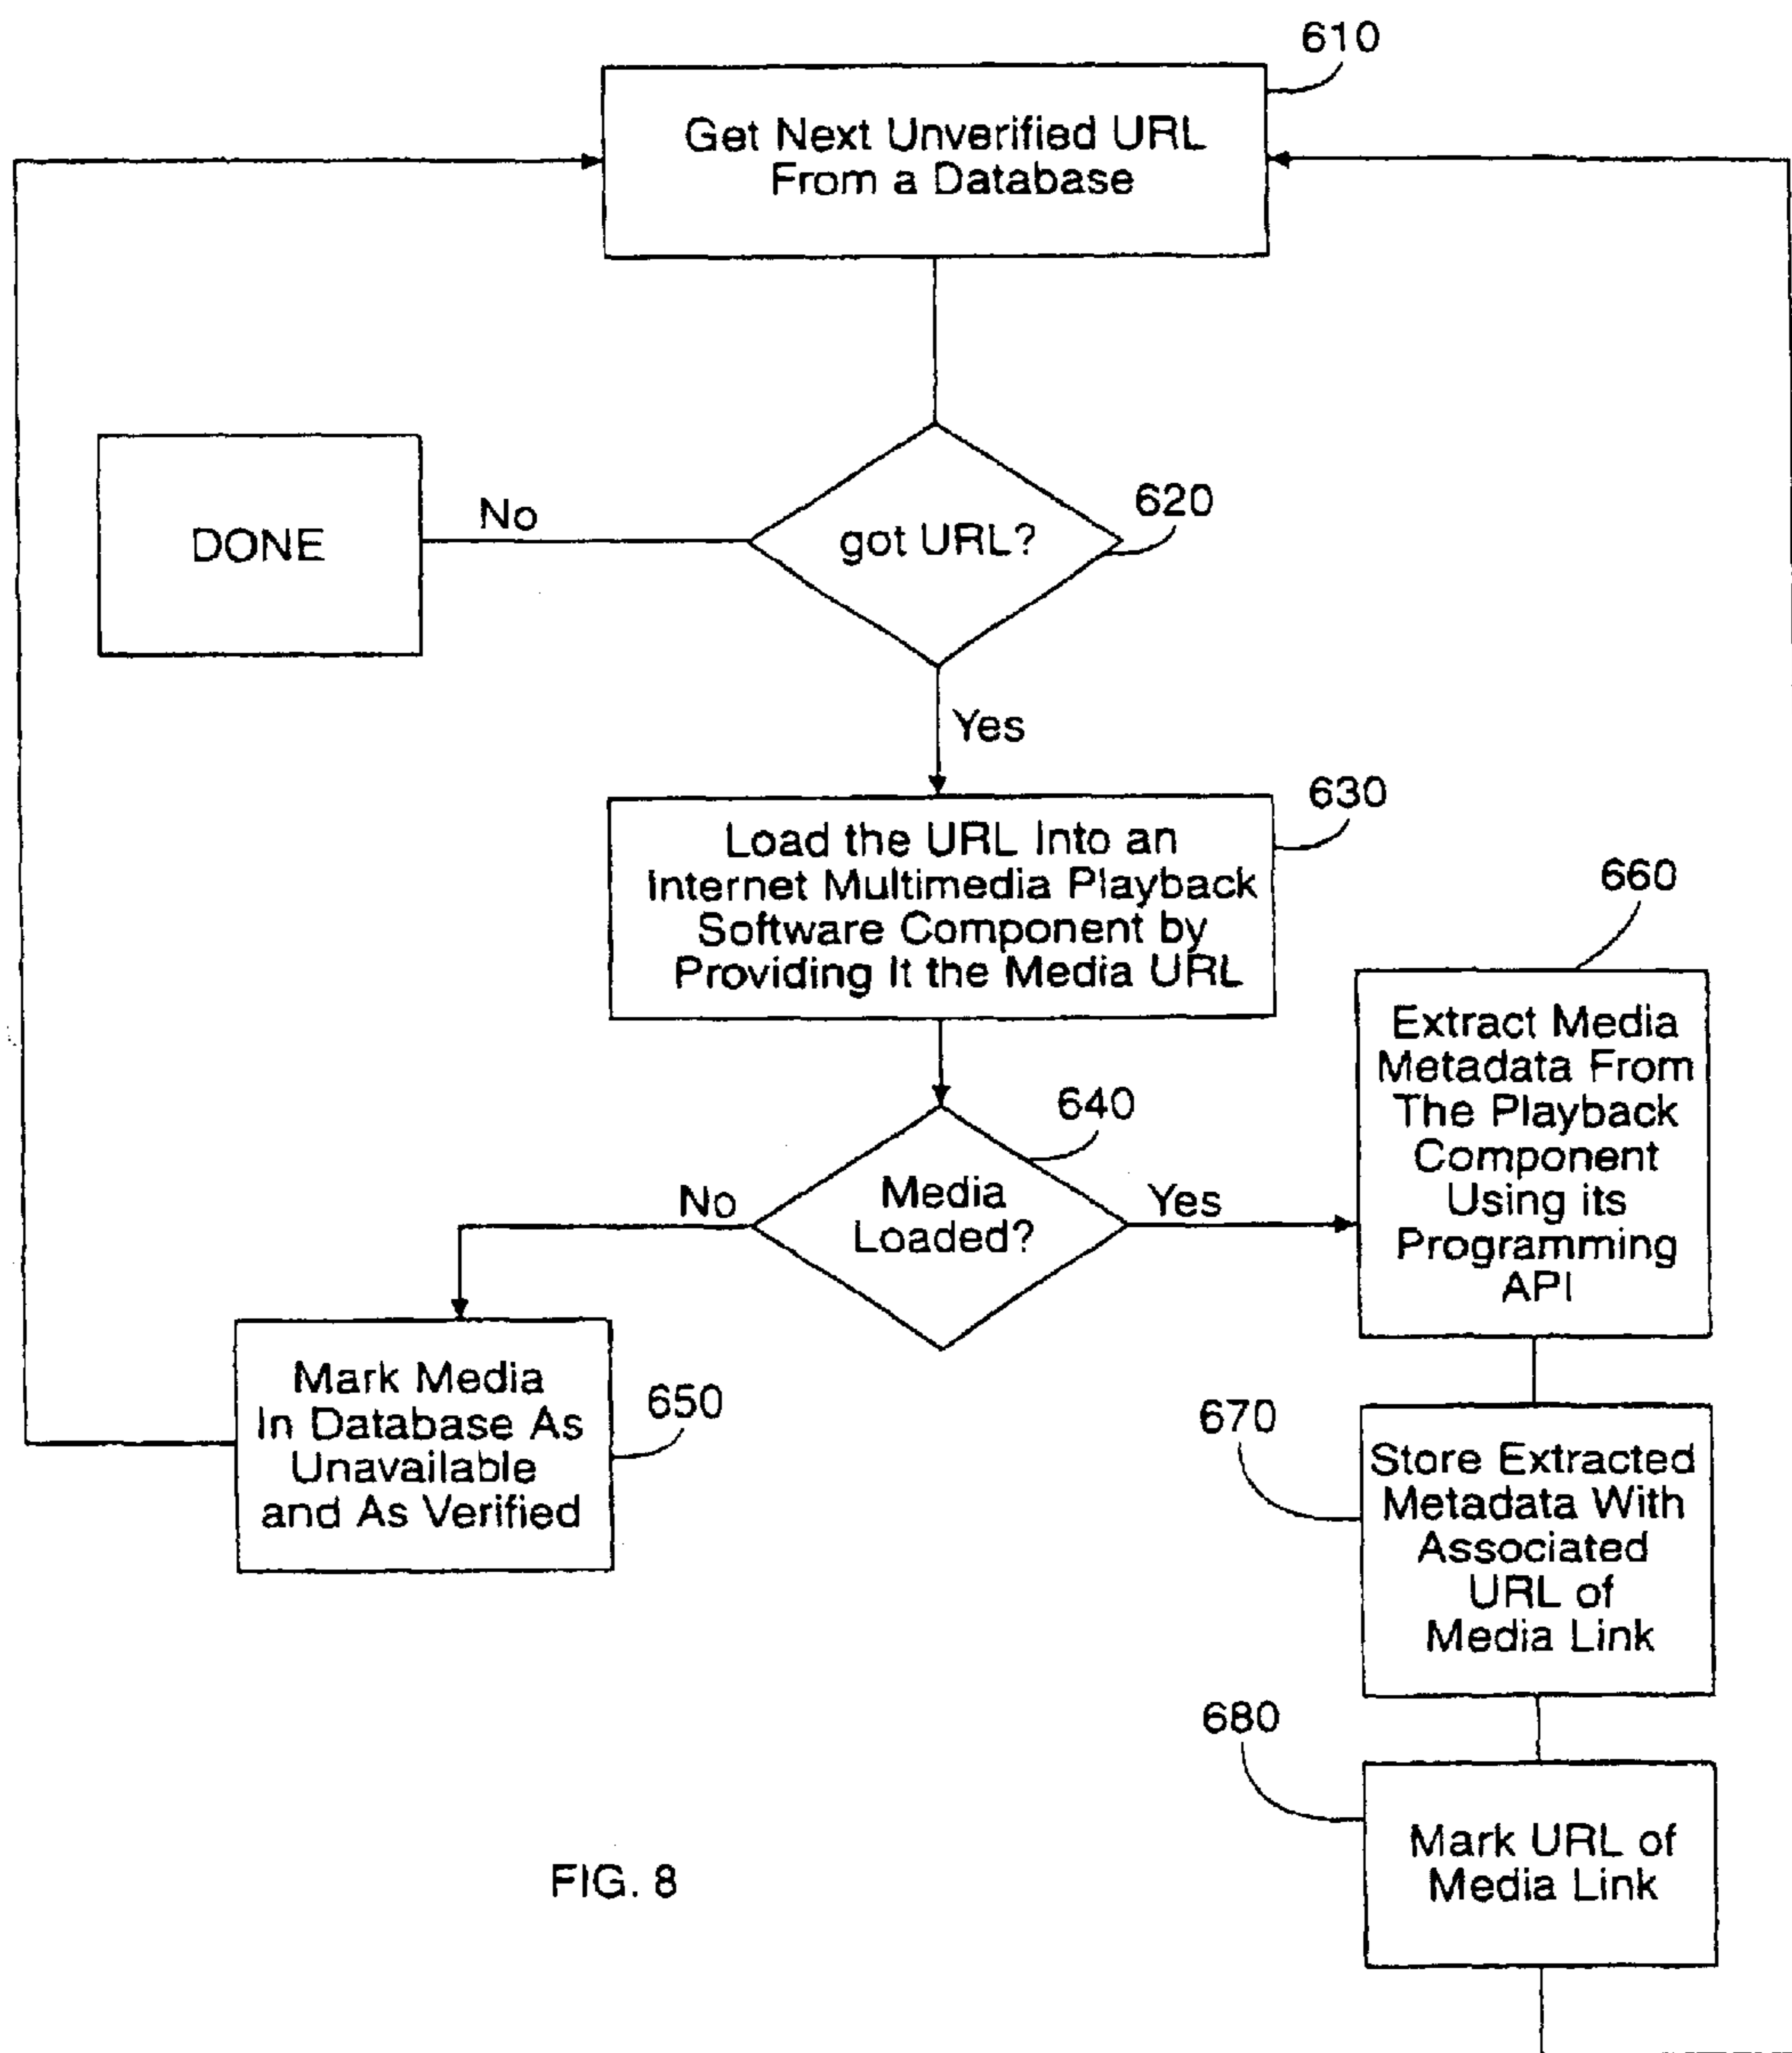 610
Get Next Unverified URL
From a Database
DONE
No
got URL?
620
Yes
630
Load the URL Into an
Internet Multimedia Playback
Software Component by
Providing It the Media URL
660
Extract Media
Metadata From
The Playback
Component
Using its
Programming
API
640
Media
Loaded?
No
Yes
Mark Media
In Database As
Unavailable
and As Verified
650
670
Store Extracted
Metadata With
Associated
URL of
Media Link
680
Mark URL of
Media Link
FIG. 8